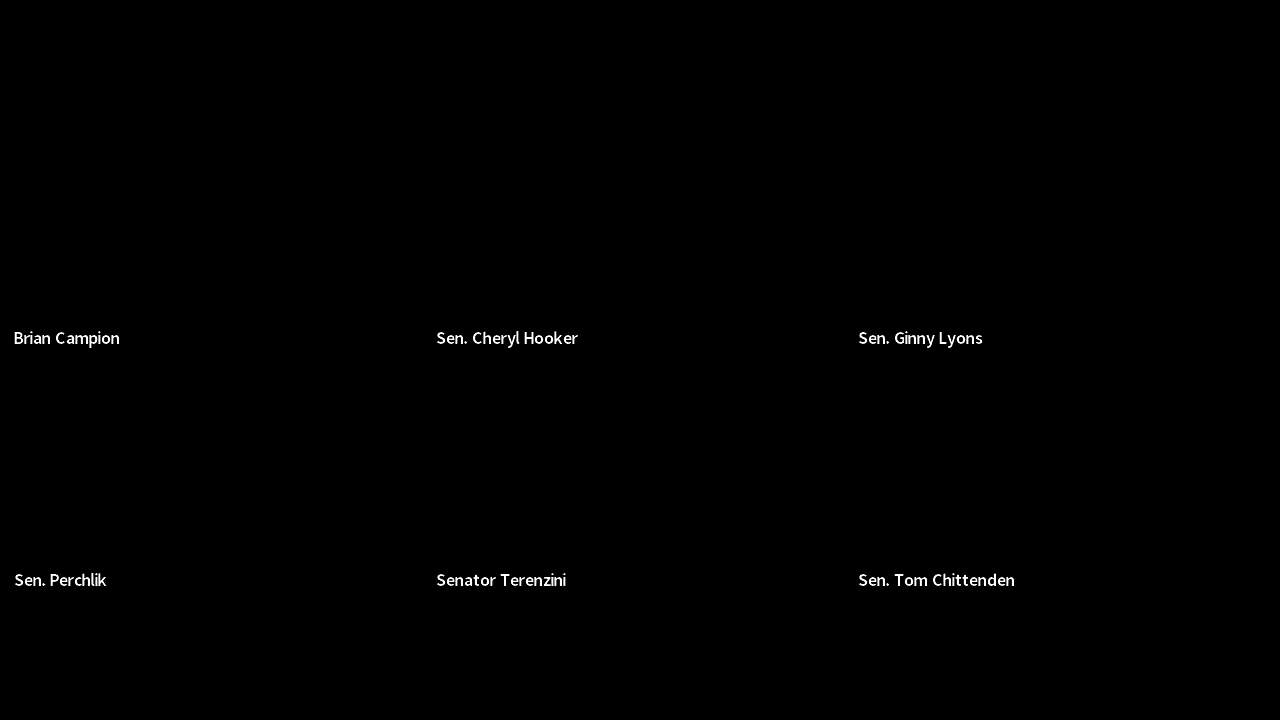 Brian Campion
Sen. Cheryl Hooker
Sen. Ginny Lyons
Sen. Perchlik
Senator Terenzini
Sen. Tom Chittenden